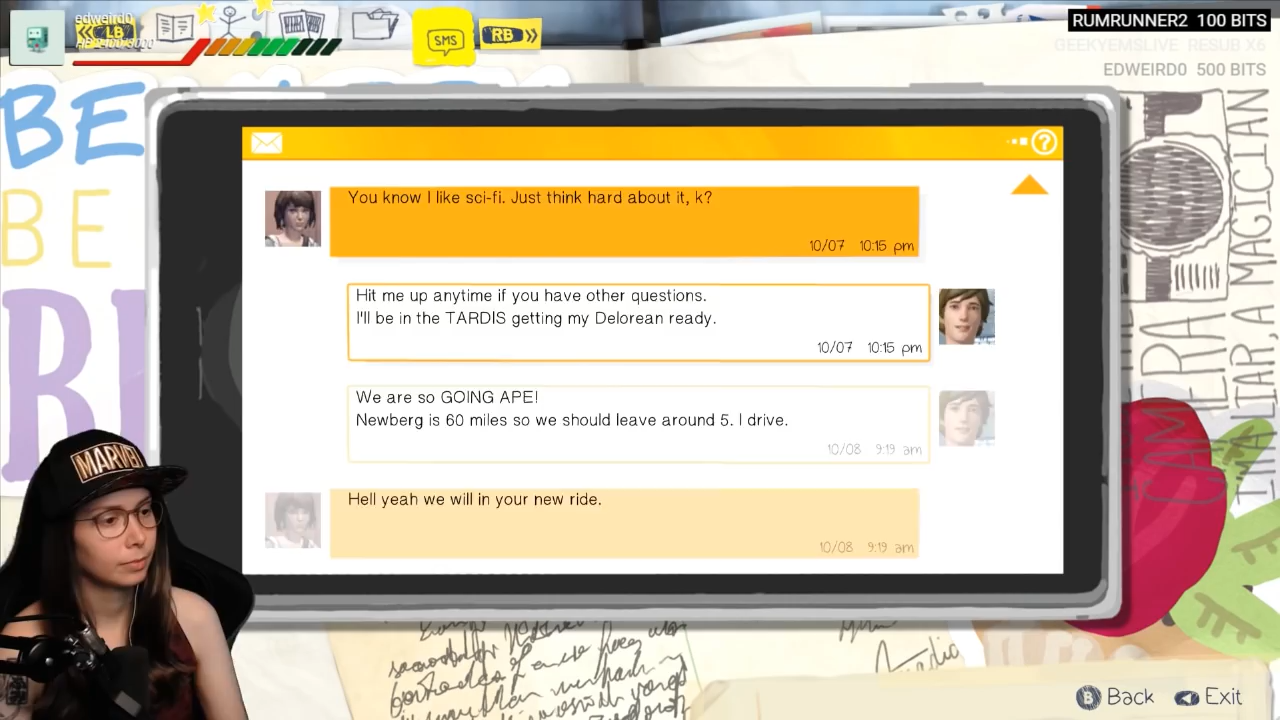 edweird0
LB
SMS
RB
RUMRUNNER2 100 BITS
GEEKYEMSLIVE RESUB X6
EDWEIRD0 500 BITS
You know I like sci-fi. Just think hard about it, k?
10/07 10:15 pm
Hit me up anytime if you have other questions.
I'll be in the TARDIS getting my Delorean ready.
10/07 10:15 pm
We are so GOING APE!
Newberg is 60 miles so we should leave around 5. I drive.
10/08 9:19 am
Hell yeah we will in your new ride.
10/08 9:19 am
BE
BE
MARVEL
MAGICIAN
B Back
Exit